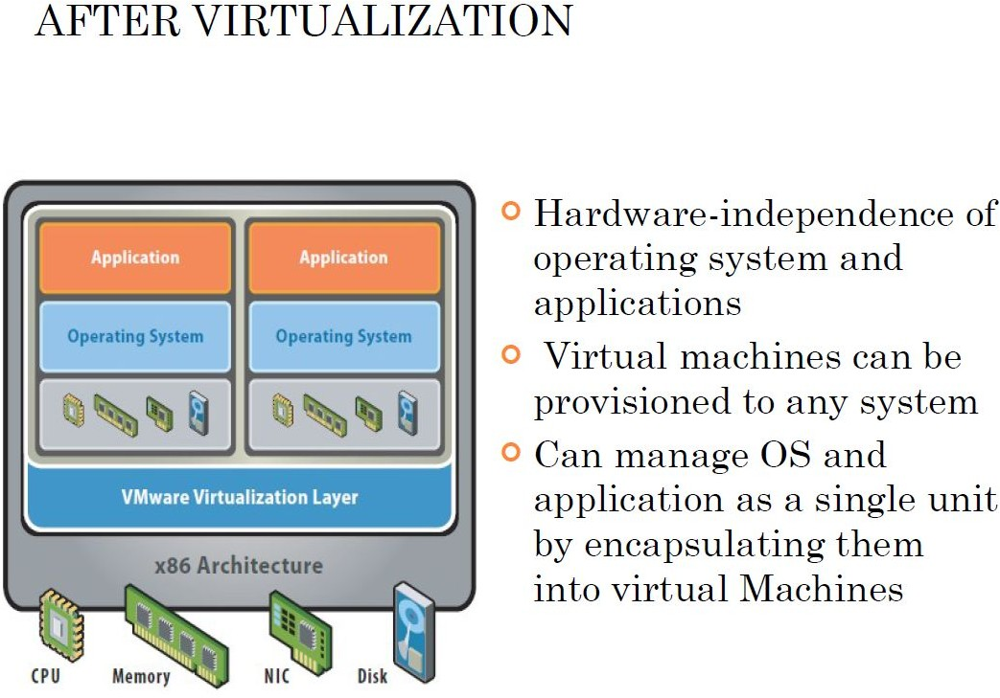 AFTER VIRTUALIZATION
Application
Application
Operating System
Operating System
VMware Virtualization Layer
x86 Architecture
CPU
Memory
NIC
Disk
Hardware-independence of
operating system and
applications
Virtual machines can be
provisioned to any system
Can manage OS and
application as a single unit
by encapsulating them
into virtual Machines